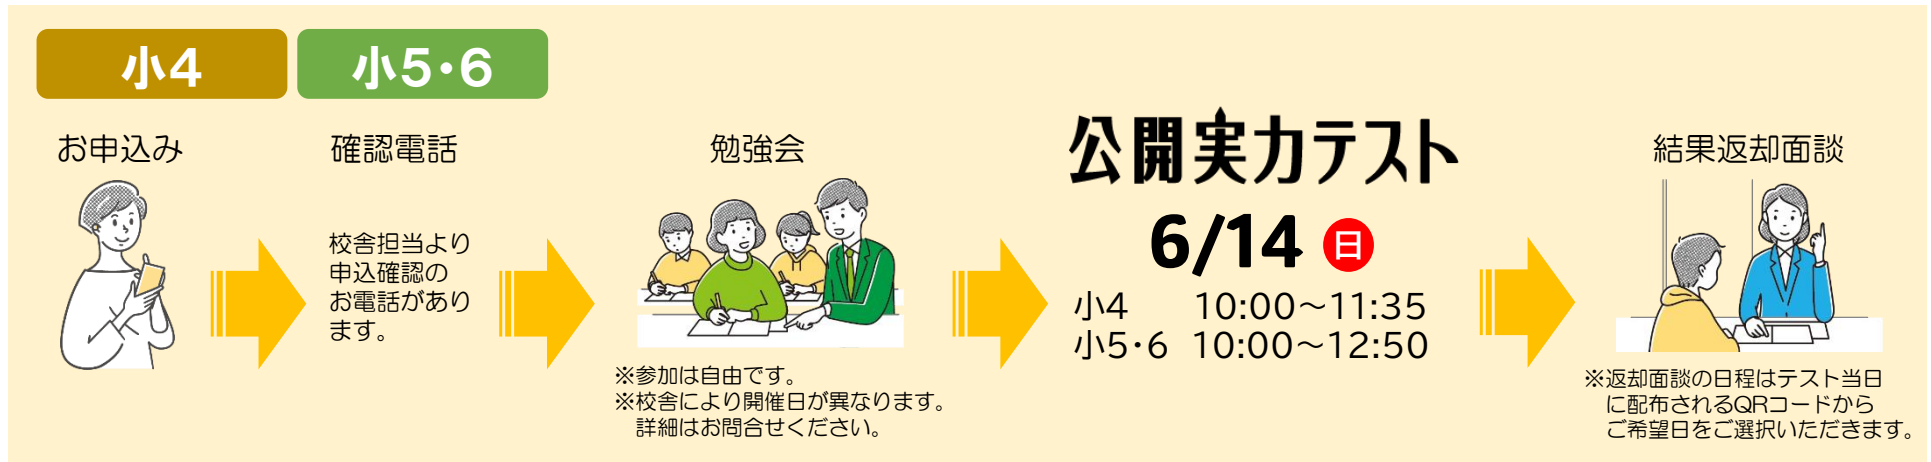 小4
小5・6
お申込み
確認電話
校舎担当より
申込確認の
お電話があり
ます。
勉強会
※参加は自由です。
※校舎により開催日が異なります。
詳細はお問合せください。
公開実力テスト
6/14 日
小4 10:00～11:35
小5・6 10:00～12:50
結果返却面談
※返却面談の日程はテスト当日
に配布されるQRコードから
ご希望日をご選択いただきます。